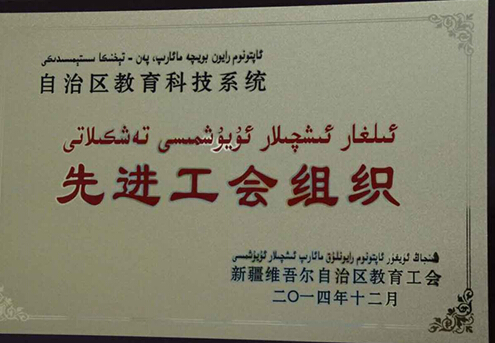 ئاپتونوم رايون بويىچە مائارىپ، پەن - تېخنىكا سىستېمىسىدىكى
自治区教育科技系统
ئىلغار ئىشچىلار ئۇيۇشمىسى تەشكىلاتى
先进工会组织
شىنجاڭ ئۇيغۇر ئاپتونوم رايونلۇق مائارىپ ئىشچىلار ئۇيۇشمىسى
新疆维吾尔自治区教育工会
二〇一四年十二月